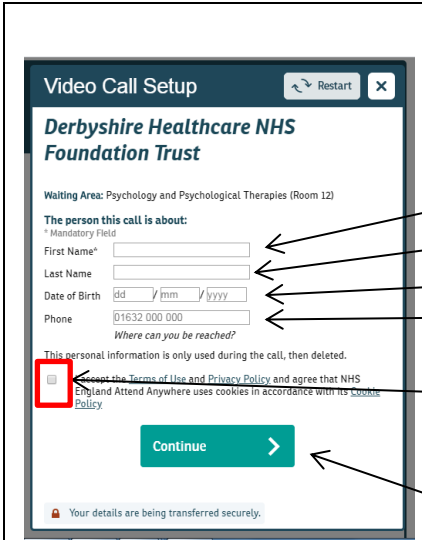 Video Call Setup
Restart
Derbyshire Healthcare NHS
Foundation Trust
Waiting Area: Psychology and Psychological Therapies (Room 12)
The person this call is about:
* Mandatory Field
First Name*
Last Name
Date of Birth dd / mm / yyyy
Phone 01632 000 000
Where can you be reached?
This personal information is only used during the call, then deleted.
I accept the Terms of Use and Privacy Policy and agree that NHS
England Attend Anywhere uses cookies in accordance with its Cookie
Policy
Continue
Your details are being transferred securely.